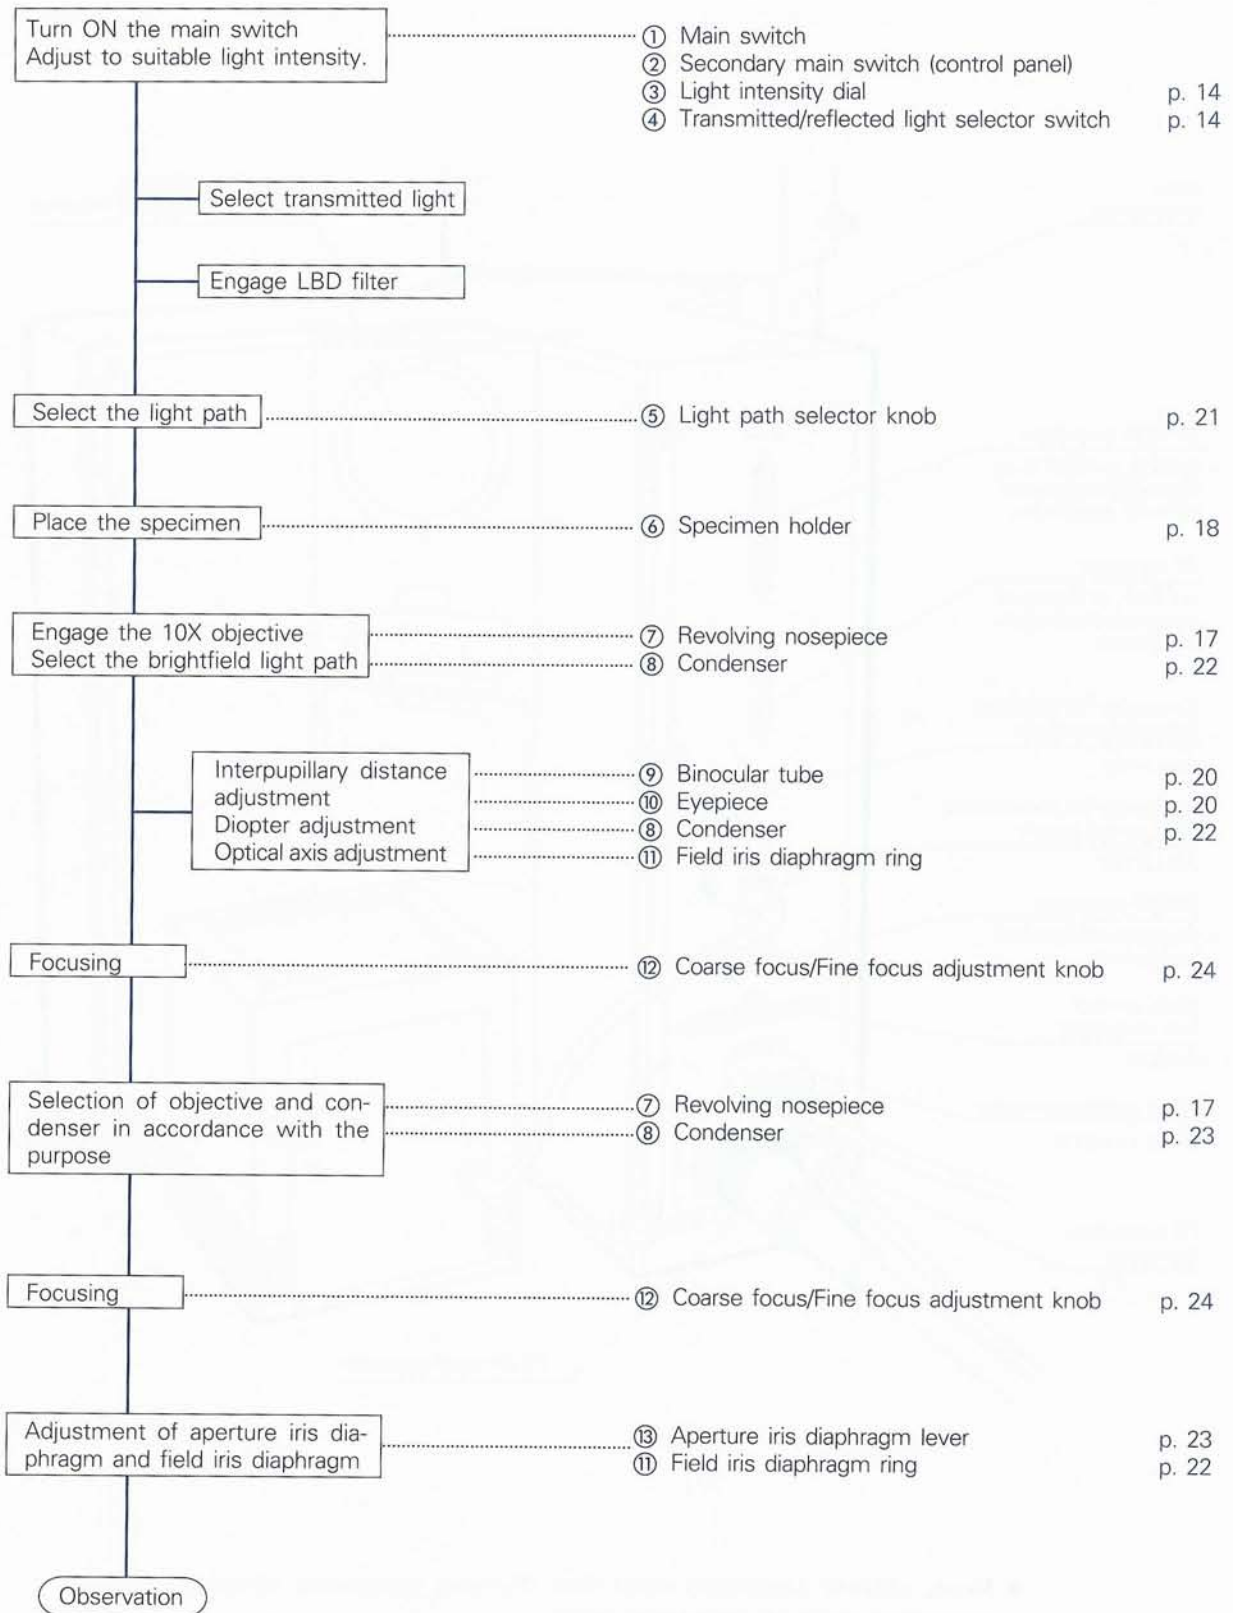 Turn ON the main switch
Adjust to suitable light intensity.
① Main switch
② Secondary main switch (control panel)
③ Light intensity dial p. 14
④ Transmitted/reflected light selector switch p. 14
Select transmitted light
Engage LBD filter
Select the light path
⑤ Light path selector knob p. 21
Place the specimen
⑥ Specimen holder p. 18
Engage the 10X objective
Select the brightfield light path
⑦ Revolving nosepiece p. 17
⑧ Condenser p. 22
Interpupillary distance
adjustment
Diopter adjustment
Optical axis adjustment
⑨ Binocular tube p. 20
⑩ Eyepiece p. 20
⑧ Condenser p. 22
⑪ Field iris diaphragm ring
Focusing
⑫ Coarse focus/Fine focus adjustment knob p. 24
Selection of objective and con-
denser in accordance with the
purpose
⑦ Revolving nosepiece p. 17
⑧ Condenser p. 23
Focusing
⑫ Coarse focus/Fine focus adjustment knob p. 24
Adjustment of aperture iris dia-
phragm and field iris diaphragm
⑬ Aperture iris diaphragm lever p. 23
⑪ Field iris diaphragm ring p. 22
Observation